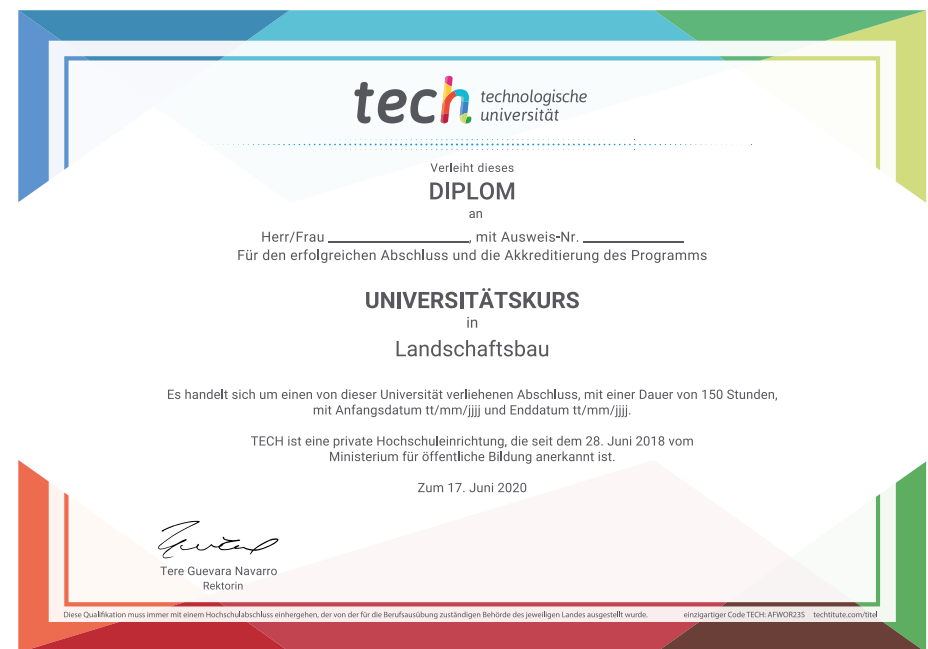 tech technologische
universität
Verleiht dieses
DIPLOM
an
Herr/Frau ____________________, mit Ausweis-Nr. ______________
Für den erfolgreichen Abschluss und die Akkreditierung des Programms
UNIVERSITÄTSKURS
in
Landschaftsbau
Es handelt sich um einen von dieser Universität verliehenen Abschluss, mit einer Dauer von 150 Stunden,
mit Anfangsdatum tt/mm/jjjj und Enddatum tt/mm/jjjj.
TECH ist eine private Hochschuleinrichtung, die seit dem 28. Juni 2018 vom
Ministerium für öffentliche Bildung anerkannt ist.
Zum 17. Juni 2020
Tere Guevara Navarro
Rektorin
Diese Qualifikation muss immer mit einem Hochschulabschluss einhergehen, der von der für die Berufsausübung zuständigen Behörde des jeweiligen Landes ausgestellt wurde. einzigartiger Code TECH: AFWOR23S techtitute.com/titel